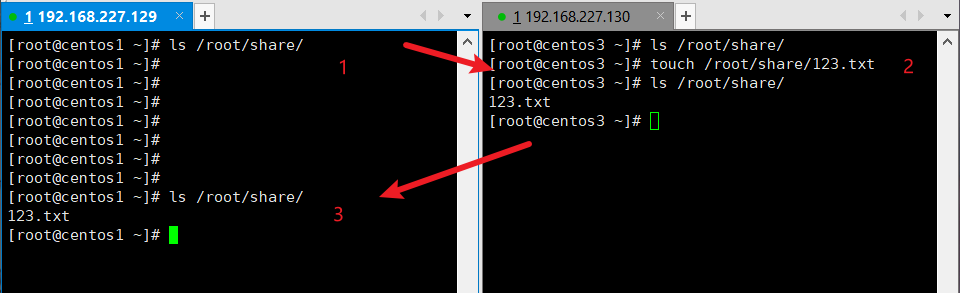 1 192.168.227.129
[root@centos1 ~]# ls /root/share/
[root@centos1 ~]#
[root@centos1 ~]#
[root@centos1 ~]#
[root@centos1 ~]#
[root@centos1 ~]#
[root@centos1 ~]#
[root@centos1 ~]#
[root@centos1 ~]# ls /root/share/
123.txt
[root@centos1 ~]#
1
3
1 192.168.227.130
[root@centos3 ~]# ls /root/share/
[root@centos3 ~]# touch /root/share/123.txt
[root@centos3 ~]# ls /root/share/
123.txt
[root@centos3 ~]#
2